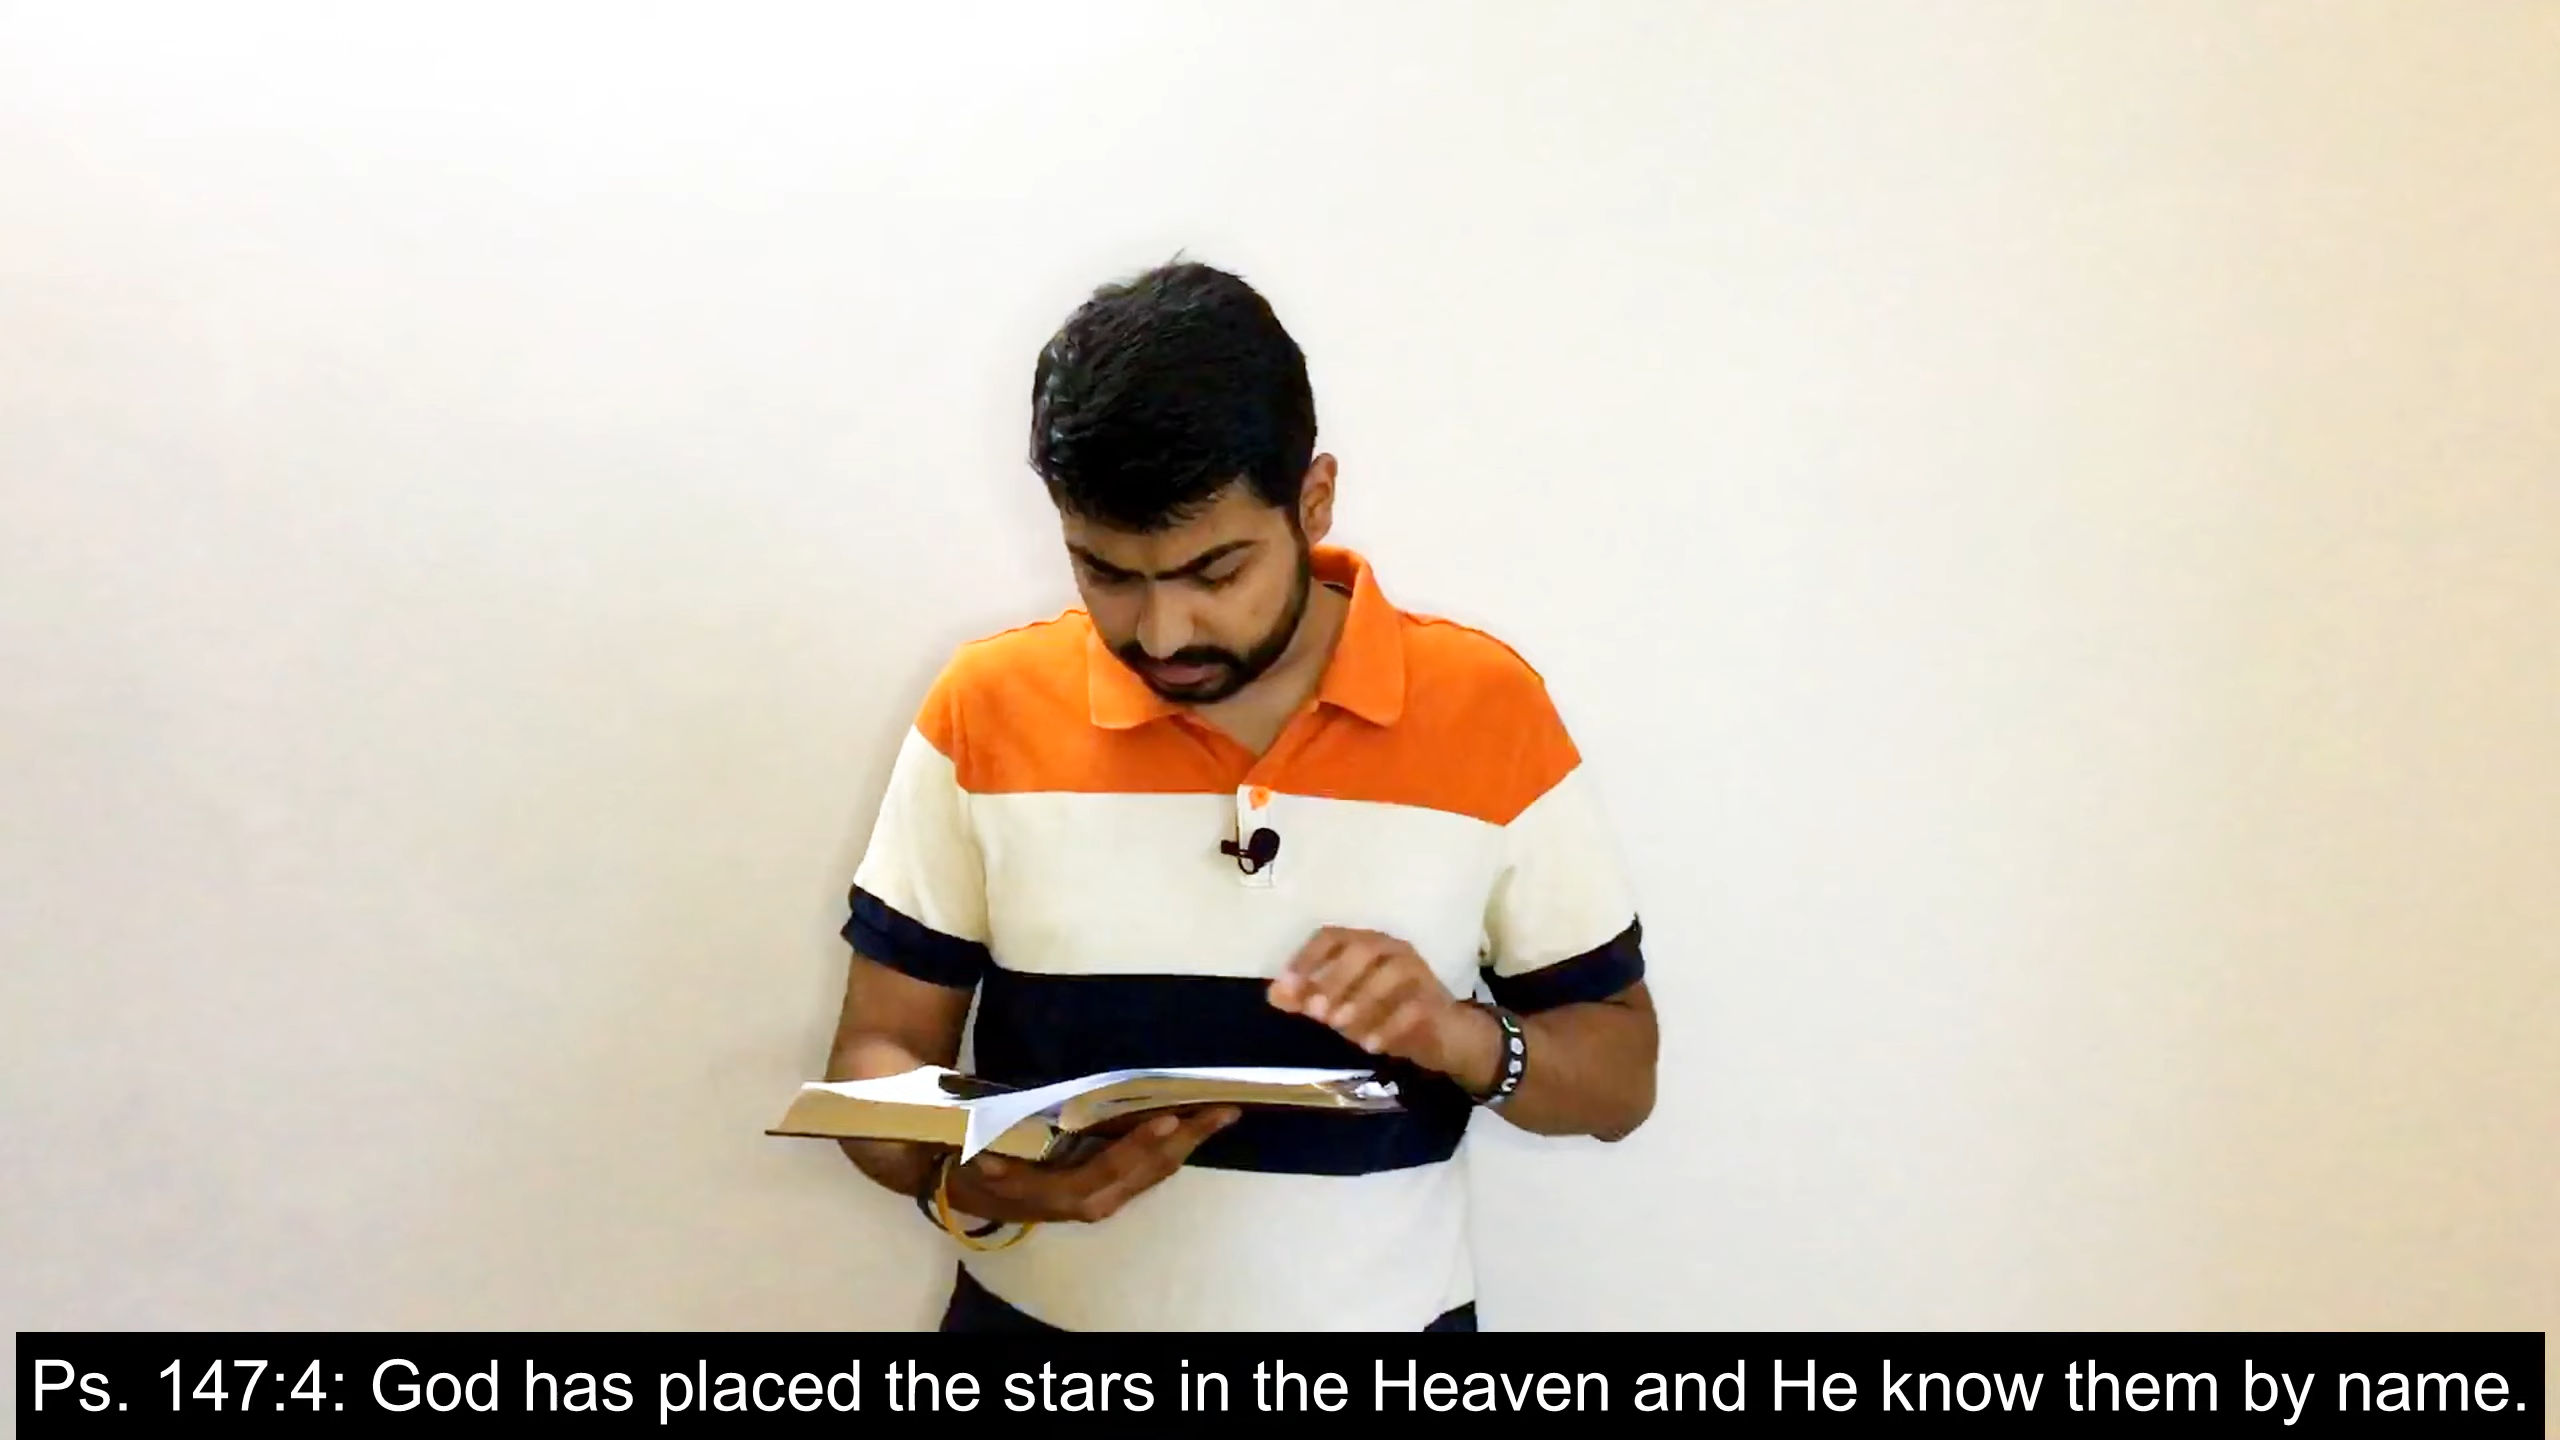 Ps. 147:4: God has placed the stars in the Heaven and He know them by name.